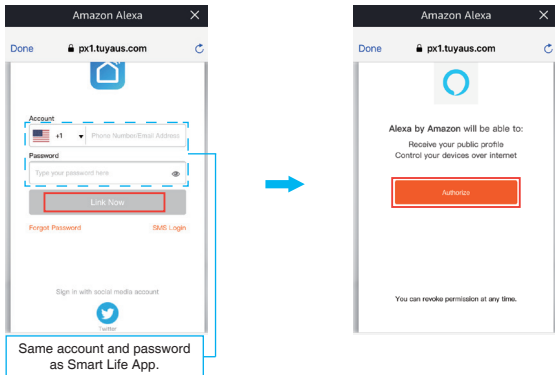 Amazon Alexa
Done px1.tuyaus.com
Account
+1 Phone Number/Email Address
Password
Type your password here
Link Now
Forgot Password SMS Login
Sign in with social media account
Twitter
Same account and password
as Smart Life App.
Amazon Alexa
Done px1.tuyaus.com
Alexa by Amazon will be able to:
Receive your public profile
Control your devices over internet
Authorize
You can revoke permission at any time.